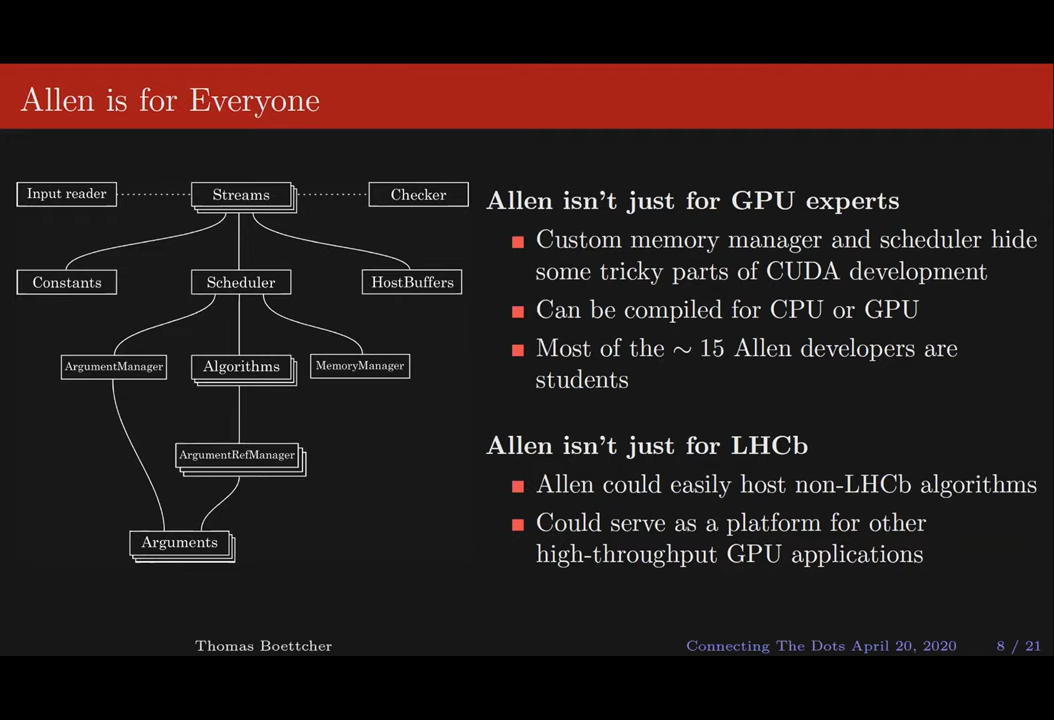 Allen is for Everyone
Input reader
Streams
Checker
Constants
Scheduler
HostBuffers
ArgumentManager
Algorithms
MemoryManager
ArgumentRefManager
Arguments
Allen isn't just for GPU experts
Custom memory manager and scheduler hide
some tricky parts of CUDA development
Can be compiled for CPU or GPU
Most of the ∼ 15 Allen developers are
students
Allen isn't just for LHCb
Allen could easily host non-LHCb algorithms
Could serve as a platform for other
high-throughput GPU applications
Thomas Boettcher
Connecting The Dots April 20, 2020
8 / 21